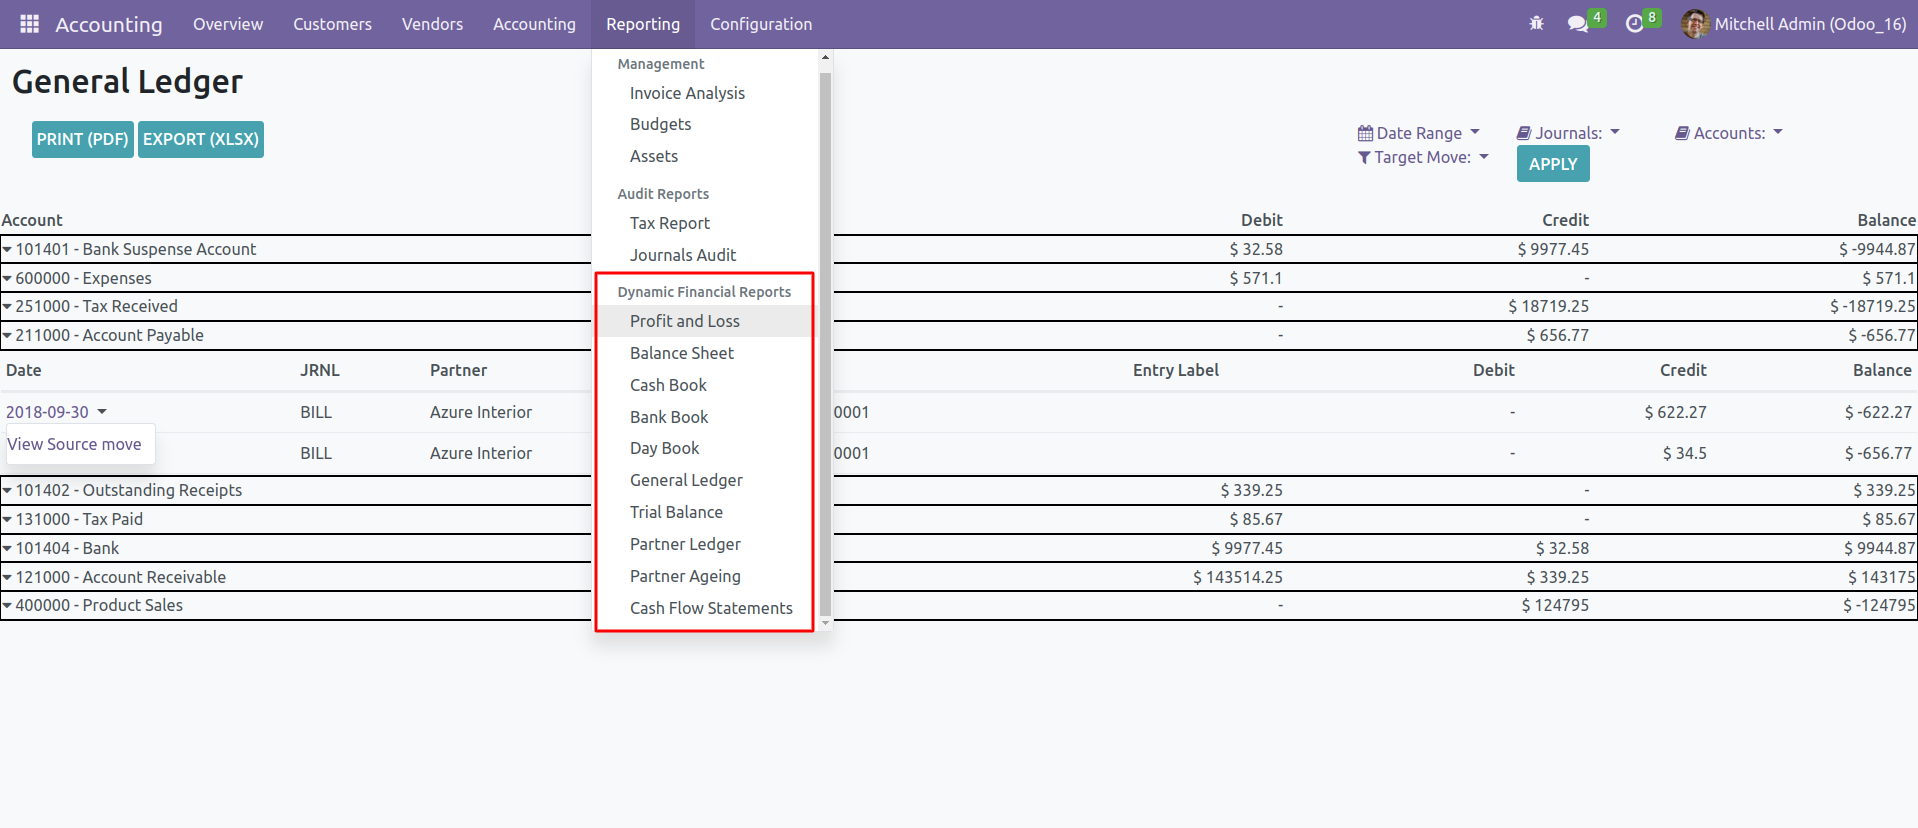 Accounting Overview Customers Vendors Accounting Reporting Configuration 4 8 Mitchell Admin (Odoo_16)
General Ledger
PRINT (PDF) EXPORT (XLSX)
Management
Invoice Analysis
Budgets
Assets
Audit Reports
Tax Report
Journals Audit
Dynamic Financial Reports
Profit and Loss
Balance Sheet
Cash Book
Bank Book
Day Book
General Ledger
Trial Balance
Partner Ledger
Partner Ageing
Cash Flow Statements
Date Range Journals: Accounts:
Target Move: APPLY
Account Debit Credit Balance
101401 - Bank Suspense Account $ 32.58 $ 9977.45 $ -9944.87
600000 - Expenses $ 571.1 - $ 571.1
251000 - Tax Received - $ 18719.25 $ -18719.25
211000 - Account Payable - $ 656.77 $ -656.77
Date JRNL Partner Entry Label Debit Credit Balance
2018-09-30 BILL Azure Interior 0001 - $ 622.27 $ -622.27
View Source move BILL Azure Interior 0001 - $ 34.5 $ -656.77
101402 - Outstanding Receipts $ 339.25 - $ 339.25
131000 - Tax Paid $ 85.67 - $ 85.67
101404 - Bank $ 9977.45 $ 32.58 $ 9944.87
121000 - Account Receivable $ 143514.25 $ 339.25 $ 143175
400000 - Product Sales - $ 124795 $ -124795